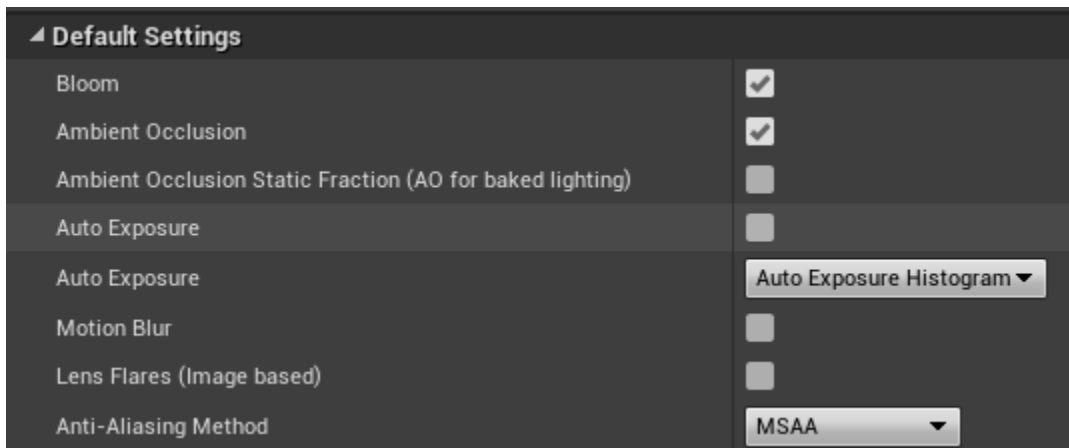 Default Settings
Bloom
Ambient Occlusion
Ambient Occlusion Static Fraction (AO for baked lighting)
Auto Exposure
Auto Exposure Auto Exposure Histogram
Motion Blur
Lens Flares (Image based)
Anti-Aliasing Method MSAA